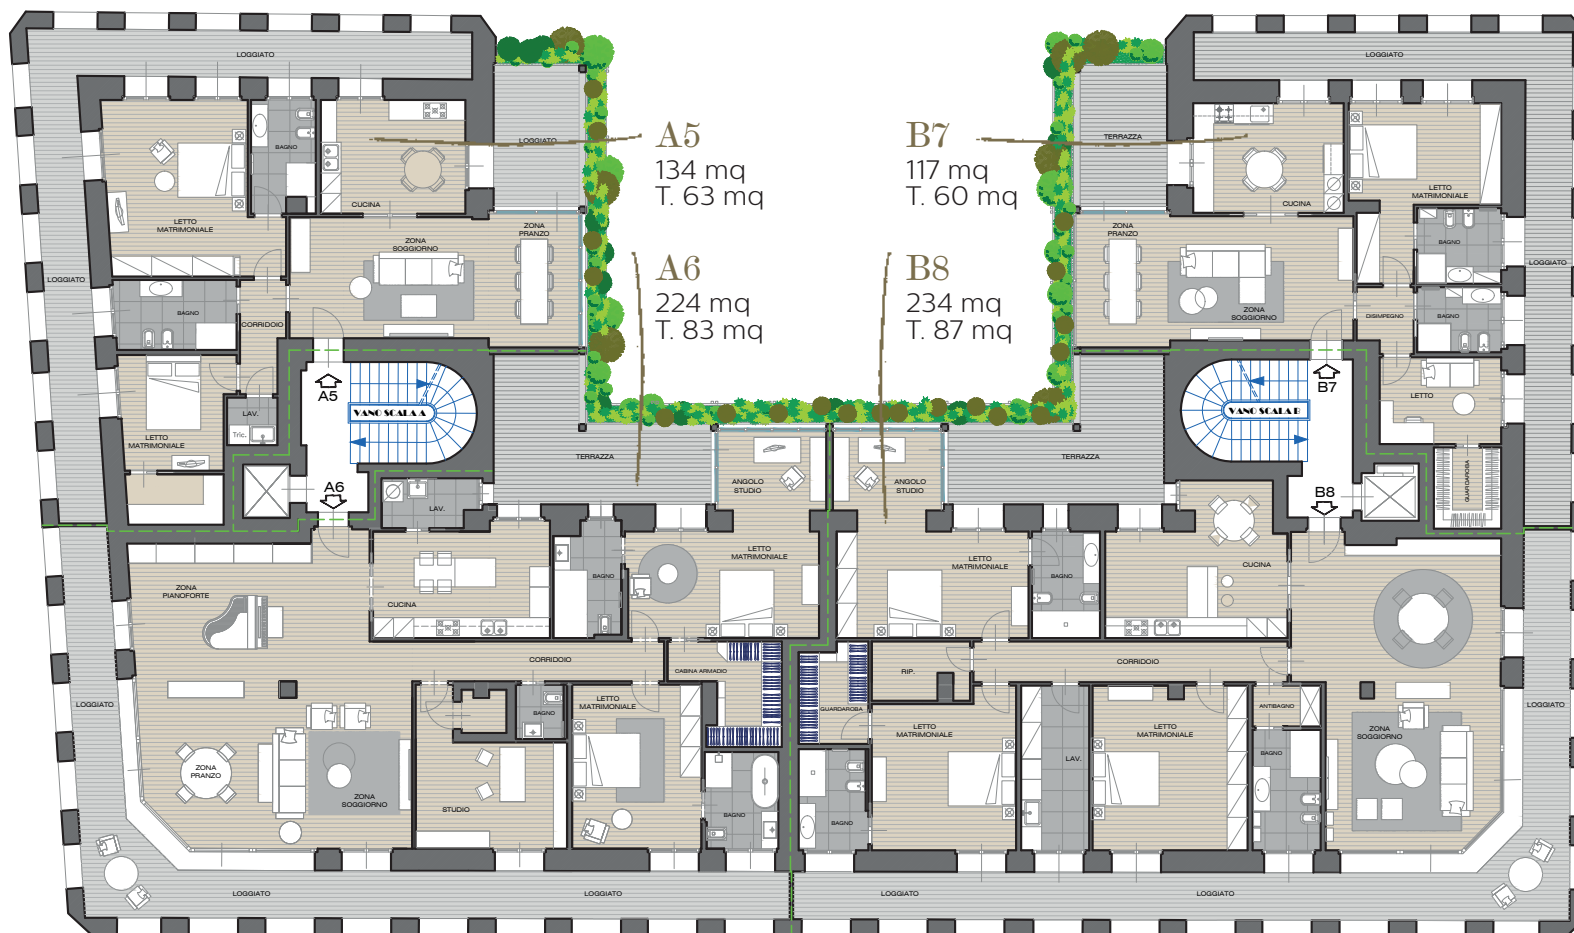 LOGGIATO
LOGGIATO
BAGNO
LOGGIATO
CUCINA
LETTO
MATRIMONIALE
ZONA
SOGGIORNO
ZONA
PRANZO
LOGGIATO
BAGNO
CORRIDOIO
A5
LAV.
Tric.
LETTO
MATRIMONIALE
VANO SCALA A
A6
A5
134 mq
T. 63 mq
A6
224 mq
T. 83 mq
B7
117 mq
T. 60 mq
B8
234 mq
T. 87 mq
TERRAZZA
CUCINA
LETTO
MATRIMONIALE
BAGNO
ZONA
PRANZO
ZONA
SOGGIORNO
LOGGIATO
DISIMPEGNO
BAGNO
B7
VANO SCALA B
LETTO
GUARDAROBA
B8
TERRAZZA
ANGOLO
STUDIO
ANGOLO
STUDIO
TERRAZZA
LAV.
ZONA
PIANOFORTE
CUCINA
BAGNO
LETTO
MATRIMONIALE
LETTO
MATRIMONIALE
BAGNO
CUCINA
CORRIDOIO
CABINA ARMADIO
RIP.
CORRIDOIO
LOGGIATO
ZONA
PRANZO
ZONA
SOGGIORNO
STUDIO
BAGNO
LETTO
MATRIMONIALE
BAGNO
GUARDAROBA
BAGNO
LETTO
MATRIMONIALE
LAV.
LETTO
MATRIMONIALE
ANTIBAGNO
BAGNO
ZONA
SOGGIORNO
LOGGIATO
LOGGIATO
LOGGIATO
LOGGIATO
LOGGIATO